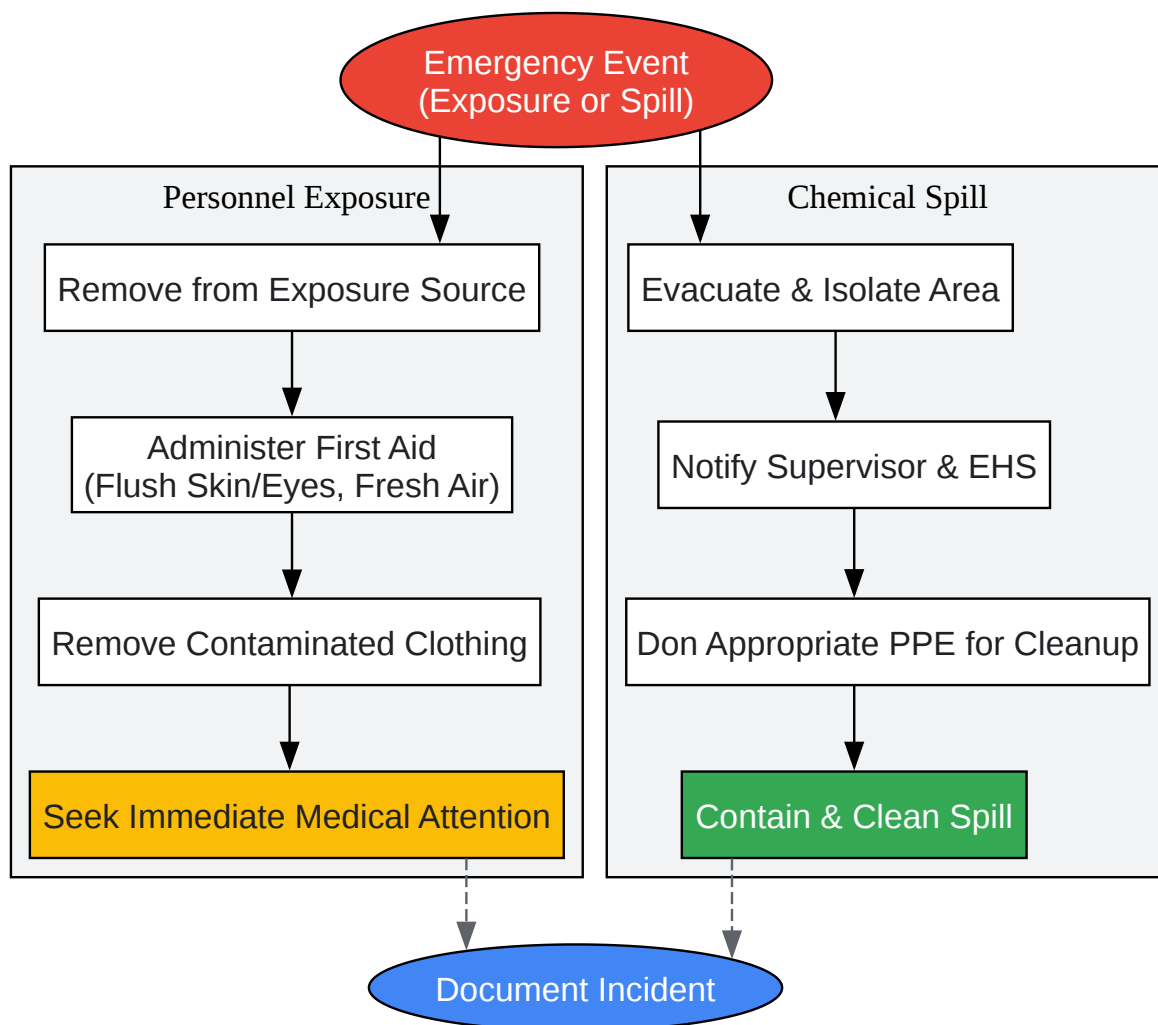 Emergency Event
(Exposure or Spill)
Personnel Exposure
Remove from Exposure Source
Administer First Aid
(Flush Skin/Eyes, Fresh Air)
Remove Contaminated Clothing
Seek Immediate Medical Attention
Chemical Spill
Evacuate & Isolate Area
Notify Supervisor & EHS
Don Appropriate PPE for Cleanup
Contain & Clean Spill
Document Incident